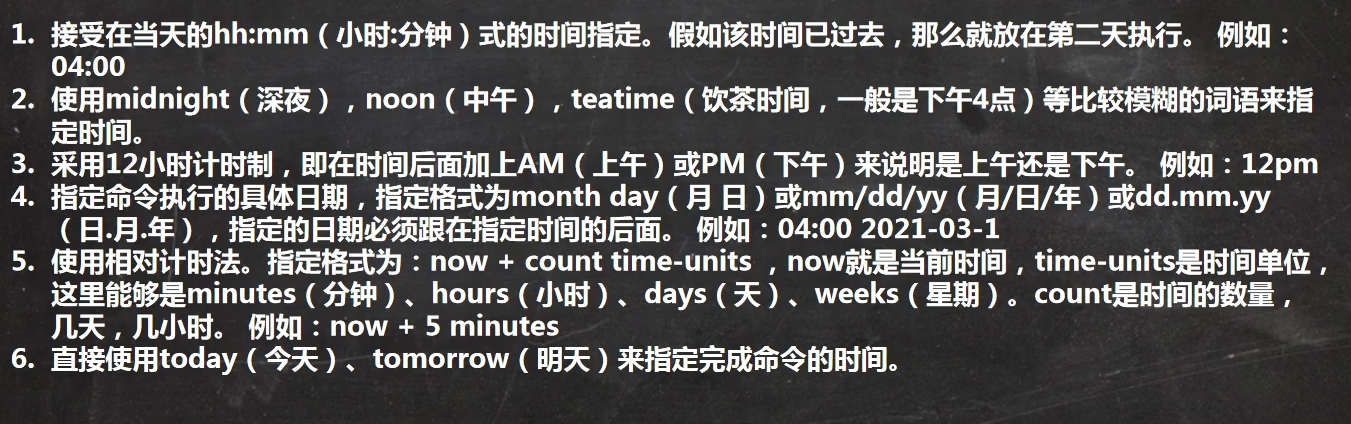 1. 接受在当天的hh:mm（小时:分钟）式的时间指定。假如该时间已过去，那么就放在第二天执行。 例如：
04:00
2. 使用midnight（深夜），noon（中午），teatime（饮茶时间，一般是下午4点）等比较模糊的词语来指
定时间。
3. 采用12小时计时制，即在时间后面加上AM（上午）或PM（下午）来说明是上午还是下午。 例如：12pm
4. 指定命令执行的具体日期，指定格式为month day（月 日）或mm/dd/yy（月/日/年）或dd.mm.yy
（日.月.年），指定的日期必须跟在指定时间的后面。 例如：04:00 2021-03-1
5. 使用相对计时法。指定格式为：now + count time-units ，now就是当前时间，time-units是时间单位，
这里能够是minutes（分钟）、hours（小时）、days（天）、weeks（星期）。count是时间的数量，
几天，几小时。 例如：now + 5 minutes
6. 直接使用today（今天）、tomorrow（明天）来指定完成命令的时间。